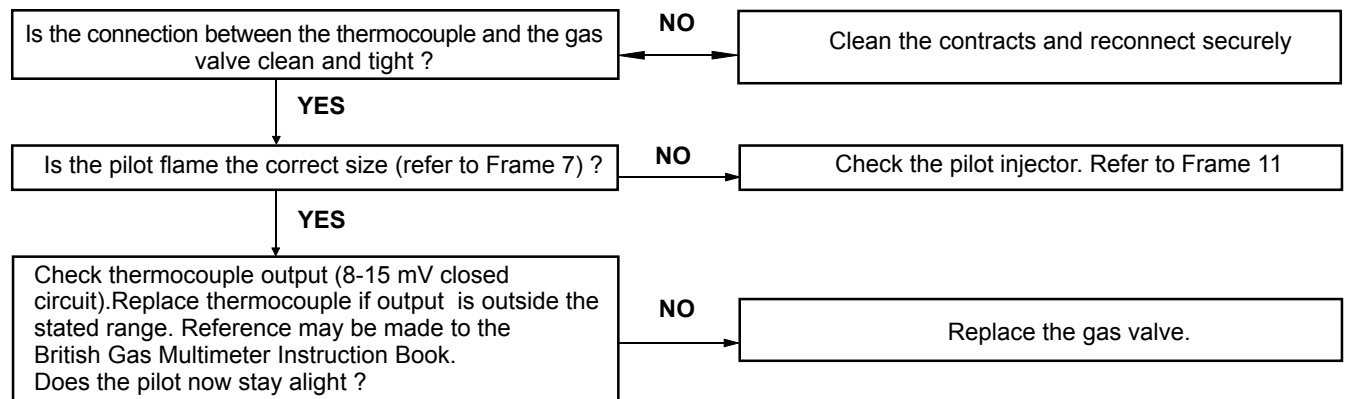 Is the connection between the thermocouple and the gas
valve clean and tight ?
NO
Clean the contracts and reconnect securely
YES
Is the pilot flame the correct size (refer to Frame 7) ?
NO
Check the pilot injector. Refer to Frame 11
YES
Check thermocouple output (8-15 mV closed
circuit).Replace thermocouple if output  is outside the
stated range. Reference may be made to the
British Gas Multimeter Instruction Book.
Does the pilot now stay alight ?
NO
Replace the gas valve.